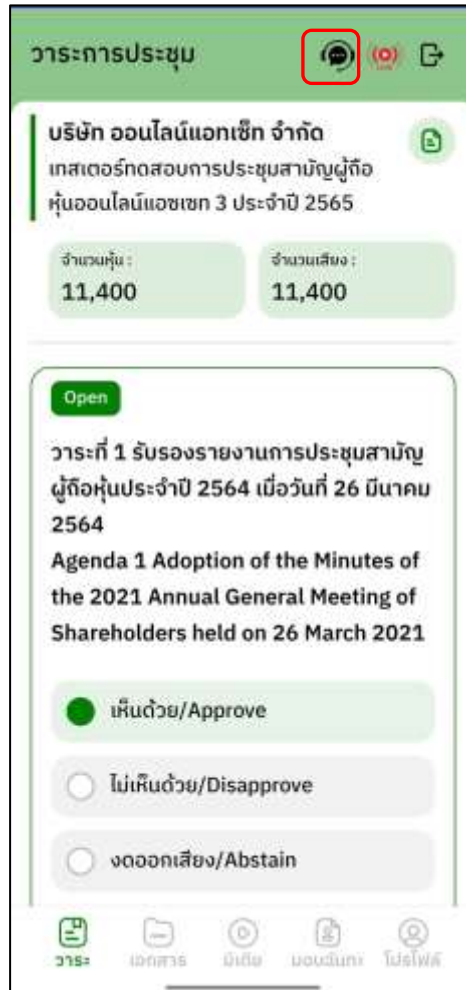 วาระการประชุม
บริษัท ออนไลน์แอทเซ็ท จำกัด
เทสเตอร์ทดสอบการประชุมสามัญผู้ถือ
หุ้นออนไลน์แอซเซท 3 ประจำปี 2565
จำนวนหุ้น :
จำนวนเสียง :
11,400
11,400
Open
วาระที่ 1 รับรองรายงานการประชุมสามัญ
ผู้ถือหุ้นประจำปี 2564 เมื่อวันที่ 26 มีนาคม
2564
Agenda 1 Adoption of the Minutes of
the 2021 Annual General Meeting of
Shareholders held on 26 March 2021
เห็นด้วย/Approve
ไม่เห็นด้วย/Disapprove
งดออกเสียง/Abstain
วาระ
เอกสาร
มีเดีย
มอบฉันทะ
โปรไฟล์